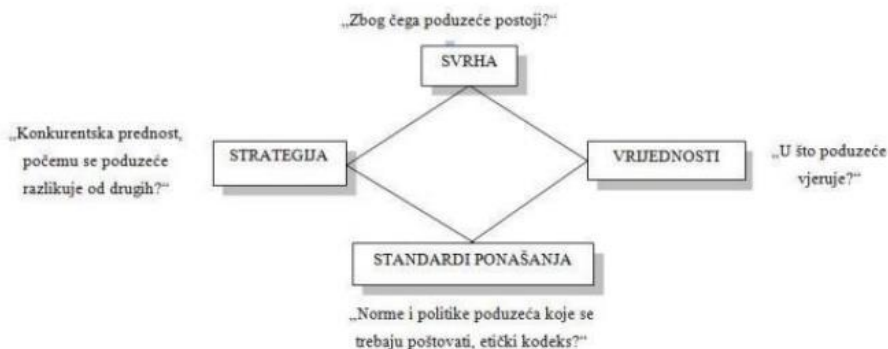 „Zbog čega poduzeće postoji?“
SVRHA
„Konkurentska prednost,
počemu se poduzeće
razlikuje od drugih?“
STRATEGIJA
VRIJEDNOSTI
„U što poduzeće
vjeruje?“
STANDARDI PONAŠANJA
„Norme i politike poduzeća koje se
trebaju poštovati, etički kodeks?“